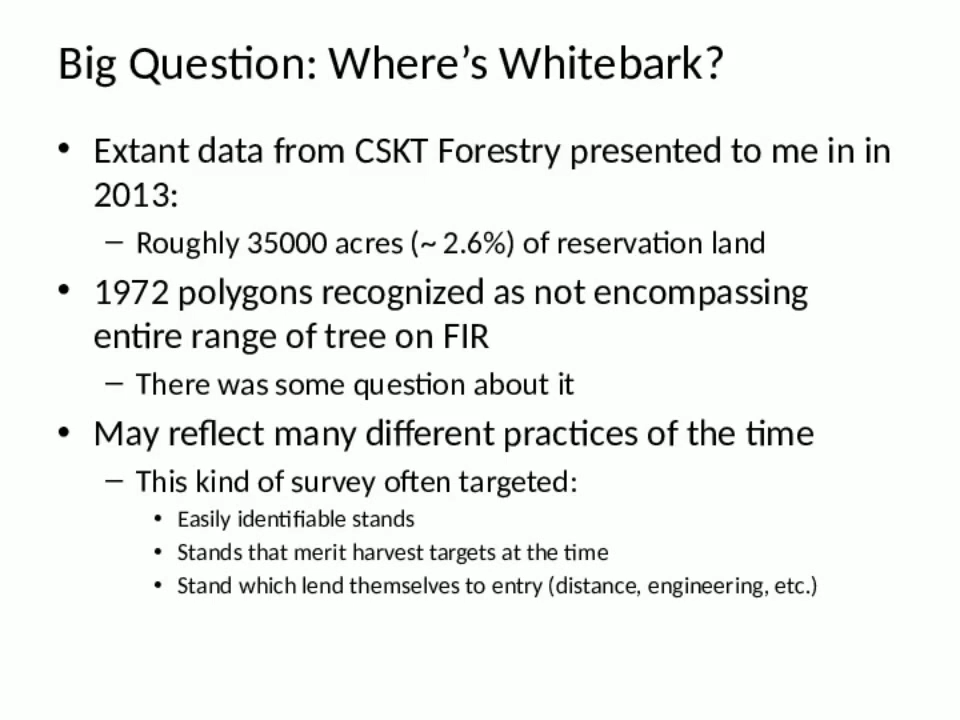 Big Question: Where’s Whitebark?
• Extant data from CSKT Forestry presented to me in in
2013:
– Roughly 35000 acres (~ 2.6%) of reservation land
• 1972 polygons recognized as not encompassing
entire range of tree on FIR
– There was some question about it
• May reflect many different practices of the time
– This kind of survey often targeted:
• Easily identifiable stands
• Stands that merit harvest targets at the time
• Stand which lend themselves to entry (distance, engineering, etc.)